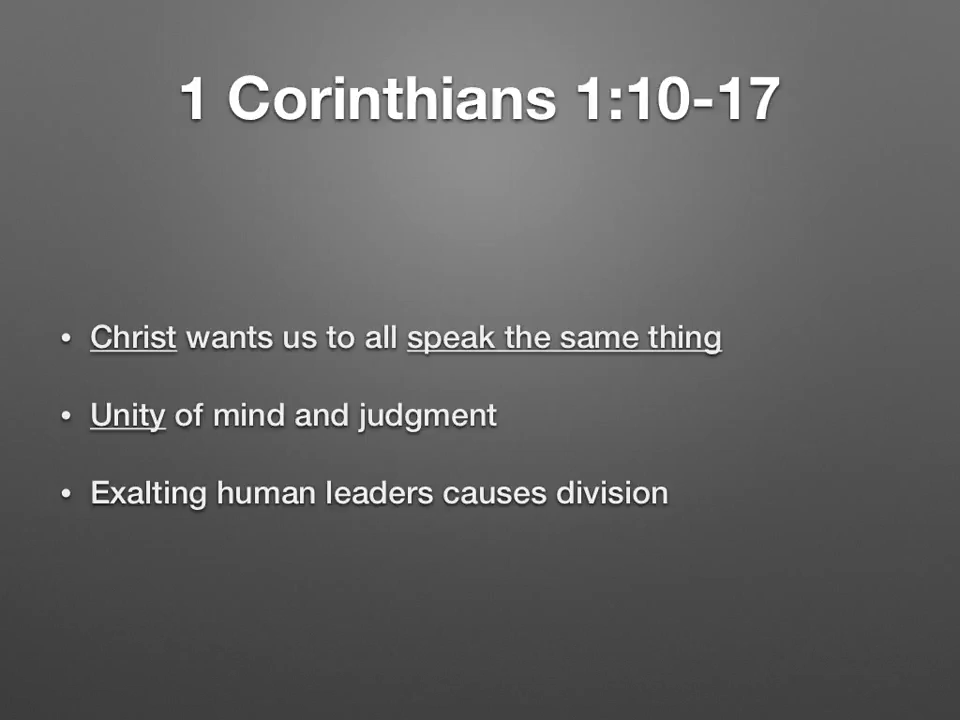 1 Corinthians 1:10-17
• Christ wants us to all speak the same thing
• Unity of mind and judgment
• Exalting human leaders causes division